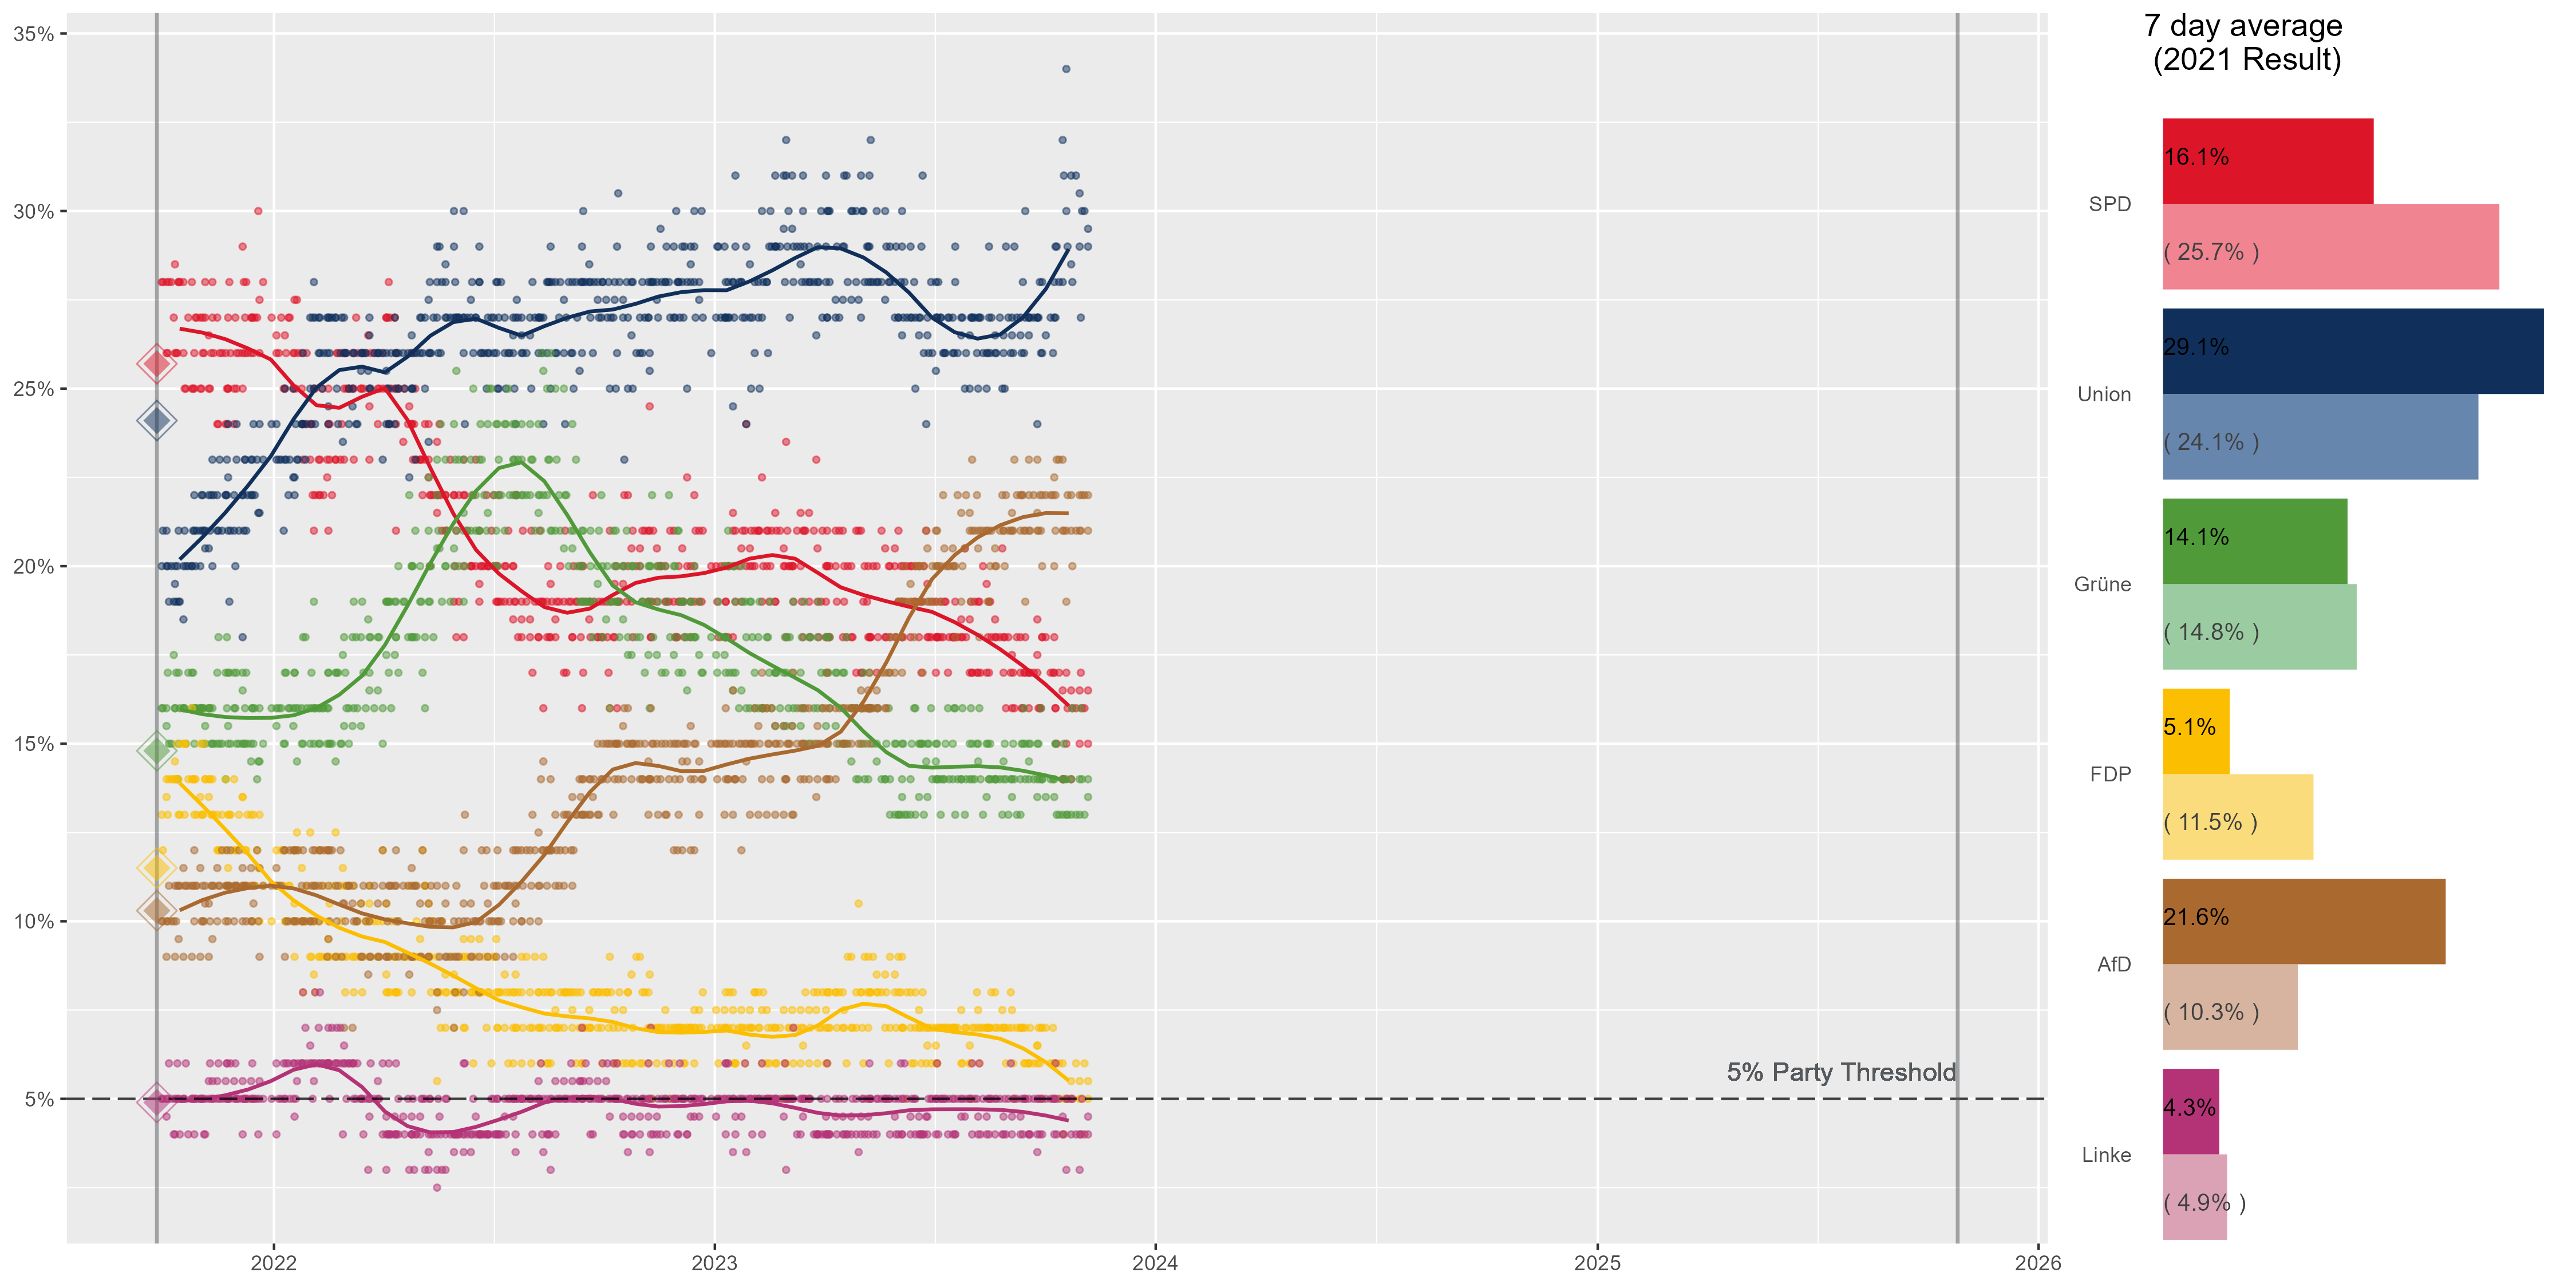 35%
30%
25%
20%
15%
10%
5%
5% Party Threshold
2022
2023
2024
2025
2026
7 day average
(2021 Result)
SPD
16.1%
( 25.7% )
Union
29.1%
( 24.1% )
Grüne
14.1%
( 14.8% )
FDP
5.1%
( 11.5% )
AfD
21.6%
( 10.3% )
Linke
4.3%
( 4.9% )